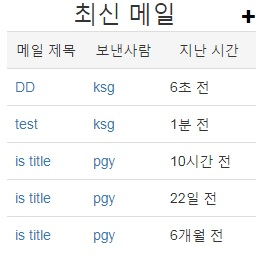 최신 메일 +
메일 제목 보낸사람 지난 시간
DD ksg 6초 전
test ksg 1분 전
is title pgy 10시간 전
is title pgy 22일 전
is title pgy 6개월 전